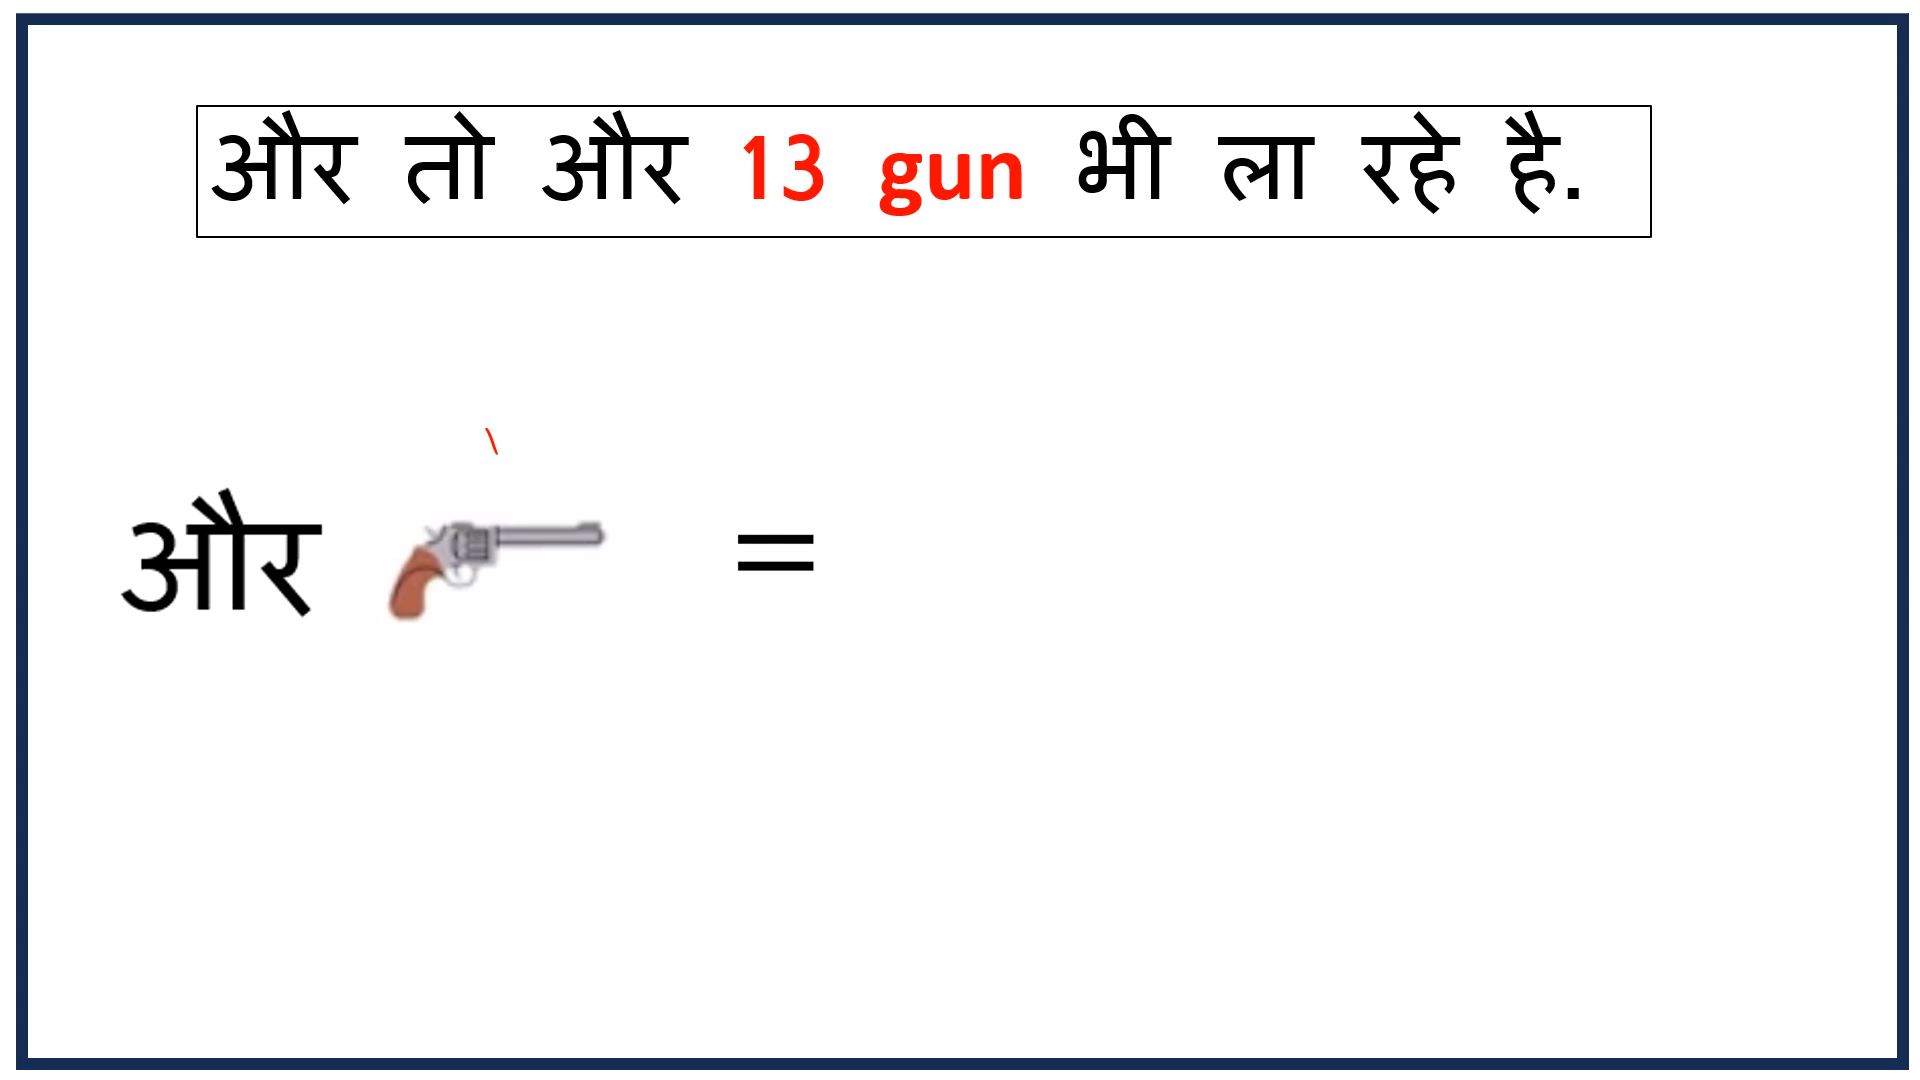 और तो और 13 gun भी ला रहे है.
और =